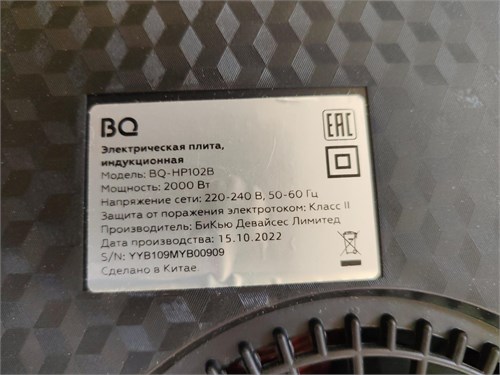 BQ
EAC
Электрическая плита,
индукционная
Модель: BQ-HP102B
Мощность: 2000 Вт
Напряжение сети: 220-240 В, 50-60 Гц
Защита от поражения электротоком: Класс II
Производитель: БиКью Девайсес Лимитед
Дата производства: 15.10.2022
S/N: YYB109MYB00909
Сделано в Китае